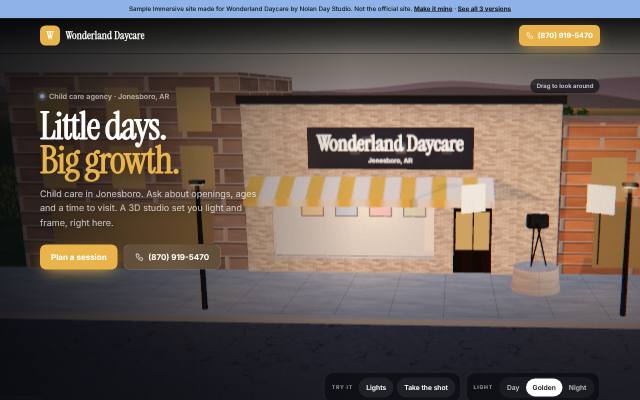 Sample Immersive site made for Wonderland Daycare by Nolan Day Studio. Not the official site. Make it mine · See all 3 versions
W Wonderland Daycare
(870) 919-5470
Drag to look around
Child care agency · Jonesboro, AR
Little days.
Big growth.
Child care in Jonesboro. Ask about openings, ages
and a time to visit. A 3D studio set you light and
frame, right here.
Plan a session
(870) 919-5470
Wonderland Daycare
Jonesboro, AR
TRY IT Lights Take the shot
LIGHT Day Golden Night